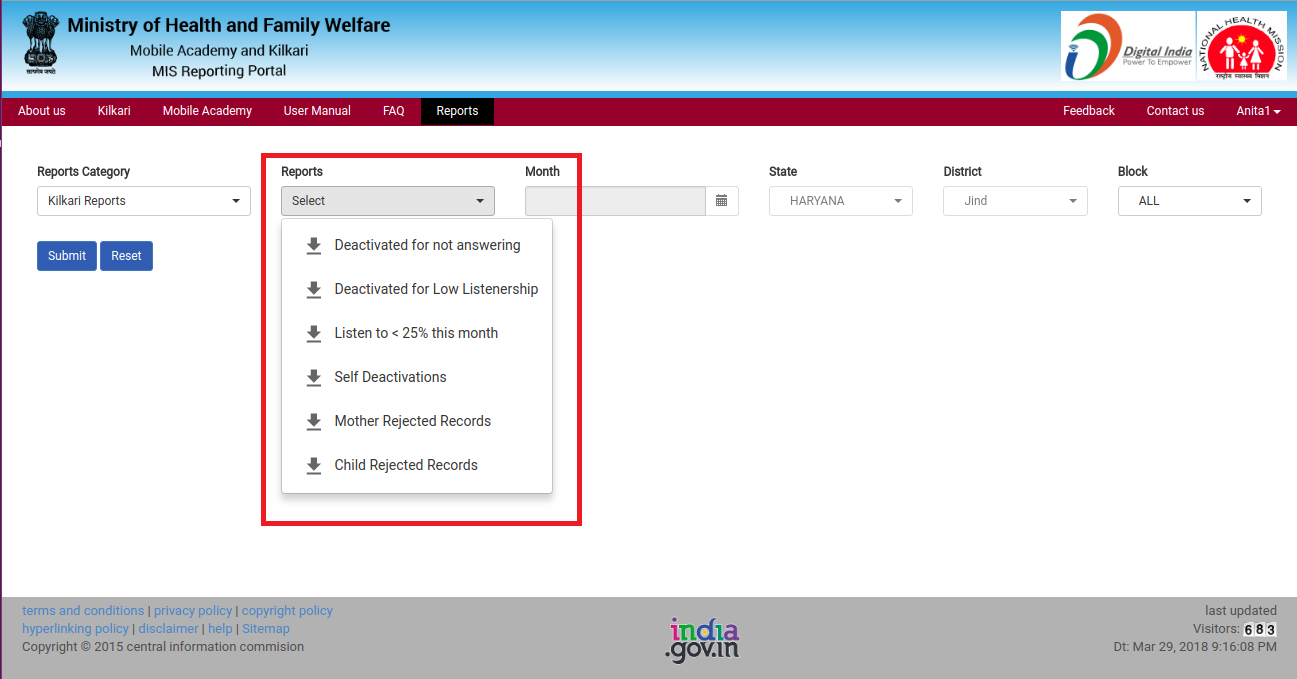 Ministry of Health and Family Welfare
Mobile Academy and Kilkari
MIS Reporting Portal
सत्यमेव जयते
Digital India
Power To Empower
NATIONAL HEALTH MISSION
राष्ट्रीय स्वास्थ्य मिशन
About us Kilkari Mobile Academy User Manual FAQ Reports Feedback Contact us Anita1
Reports Category Reports Month State District Block
Kilkari Reports Select HARYANA Jind ALL
Submit Reset
Deactivated for not answering
Deactivated for Low Listenership
Listen to < 25% this month
Self Deactivations
Mother Rejected Records
Child Rejected Records
terms and conditions | privacy policy | copyright policy
hyperlinking policy | disclaimer | help | Sitemap
Copyright © 2015 central information commision
india
.gov.in
last updated
Visitors: 683
Dt: Mar 29, 2018 9:16:08 PM